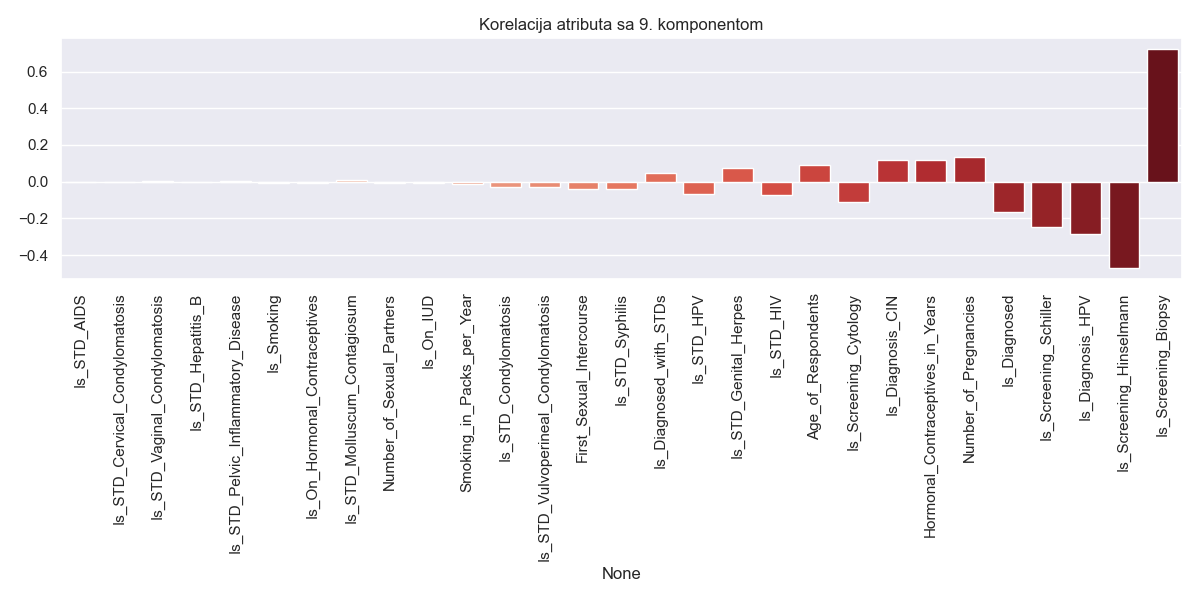 Korelacija atributa sa 9. komponentom
0.6
0.4
0.2
0.0
−0.2
−0.4
Is_STD_AIDS
Is_STD_Cervical_Condylomatosis
Is_STD_Vaginal_Condylomatosis
Is_STD_Hepatitis_B
Is_STD_Pelvic_Inflammatory_Disease
Is_Smoking
Is_On_Hormonal_Contraceptives
Is_STD_Molluscum_Contagiosum
Number_of_Sexual_Partners
Is_On_IUD
Smoking_in_Packs_per_Year
Is_STD_Condylomatosis
Is_STD_Vulvoperineal_Condylomatosis
First_Sexual_Intercourse
Is_STD_Syphilis
Is_Diagnosed_with_STDs
Is_STD_HPV
Is_STD_Genital_Herpes
Is_STD_HIV
Age_of_Respondents
Is_Screening_Cytology
Is_Diagnosis_CIN
Hormonal_Contraceptives_in_Years
Number_of_Pregnancies
Is_Diagnosed
Is_Screening_Schiller
Is_Diagnosis_HPV
Is_Screening_Hinselmann
Is_Screening_Biopsy
None